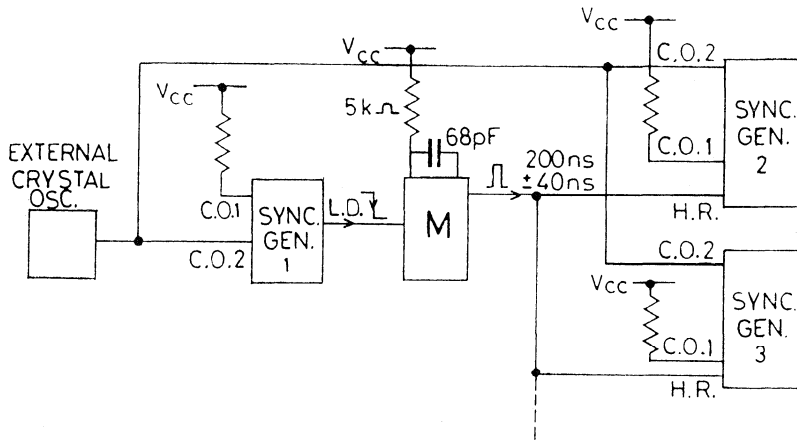 VCC
C.O.2
VCC
VCC
5kΩ
68pF
C.O.1
SYNC.
GEN.
2
EXTERNAL
CRYSTAL
OSC.
200ns
±40ns
C.O.1
SYNC.
GEN.
1
L.D.
M
H.R.
C.O.2
C.O.2
VCC
SYNC.
GEN.
3
C.O.1
H.R.